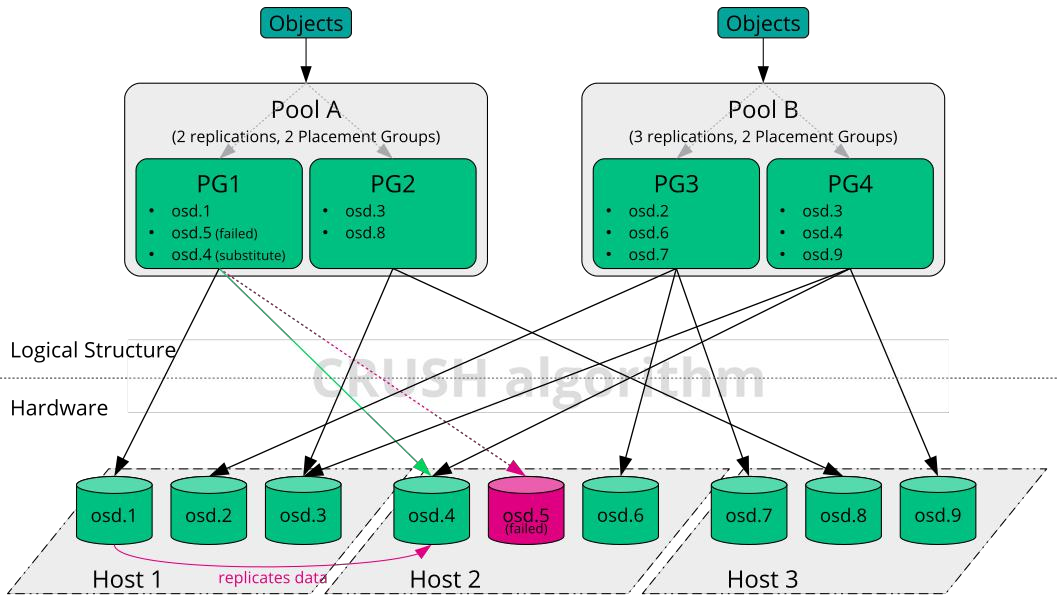 Objects
Objects
Pool A
(2 replications, 2 Placement Groups)
PG1
• osd.1
• osd.5 (failed)
• osd.4 (substitute)
PG2
• osd.3
• osd.8
Pool B
(3 replications, 2 Placement Groups)
PG3
• osd.2
• osd.6
• osd.7
PG4
• osd.3
• osd.4
• osd.9
Logical Structure
CRUSH algorithm
Hardware
osd.1
osd.2
osd.3
osd.4
osd.5
(failed)
osd.6
osd.7
osd.8
osd.9
replicates data
Host 1
Host 2
Host 3